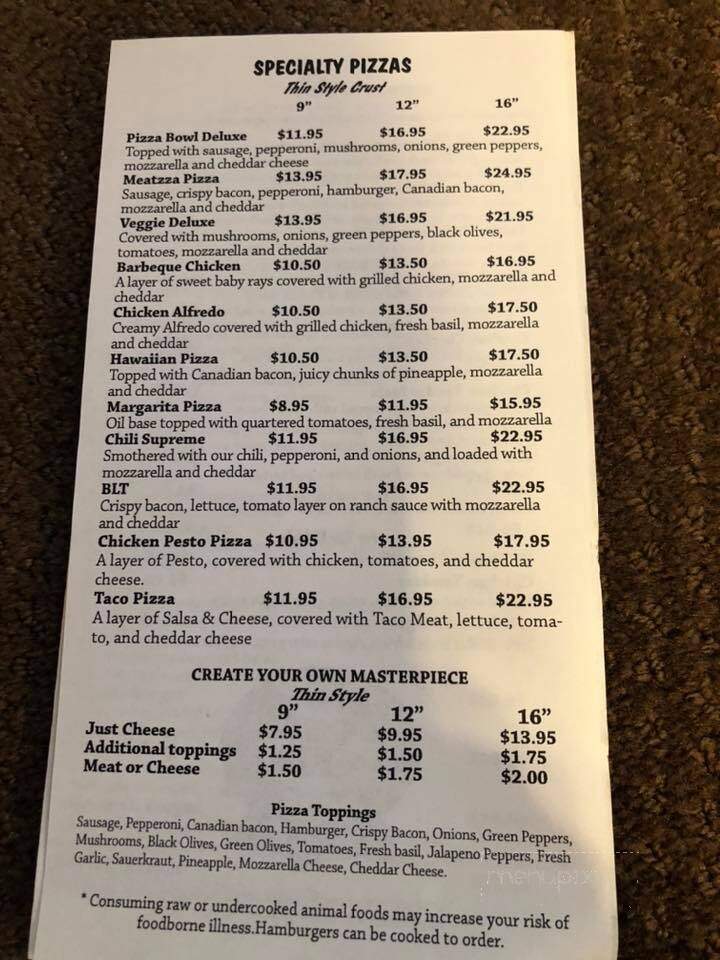 SPECIALTY PIZZAS
Thin Style Crust
9” 12” 16”
Pizza Bowl Deluxe $11.95 $16.95 $22.95
Topped with sausage, pepperoni, mushrooms, onions, green peppers,
mozzarella and cheddar cheese
Meatzza Pizza $13.95 $17.95 $24.95
Sausage, crispy bacon, pepperoni, hamburger, Canadian bacon,
mozzarella and cheddar
Veggie Deluxe $13.95 $16.95 $21.95
Covered with mushrooms, onions, green peppers, black olives,
tomatoes, mozzarella and cheddar
Barbeque Chicken $10.50 $13.50 $16.95
A layer of sweet baby rays covered with grilled chicken, mozzarella and
cheddar
Chicken Alfredo $10.50 $13.50 $17.50
Creamy Alfredo covered with grilled chicken, fresh basil, mozzarella
and cheddar
Hawaiian Pizza $10.50 $13.50 $17.50
Topped with Canadian bacon, juicy chunks of pineapple, mozzarella
and cheddar
Margarita Pizza $8.95 $11.95 $15.95
Oil base topped with quartered tomatoes, fresh basil, and mozzarella
Chili Supreme $11.95 $16.95 $22.95
Smothered with our chili, pepperoni, and onions, and loaded with
mozzarella and cheddar
BLT $11.95 $16.95 $22.95
Crispy bacon, lettuce, tomato layer on ranch sauce with mozzarella
and cheddar
Chicken Pesto Pizza $10.95 $13.95 $17.95
A layer of Pesto, covered with chicken, tomatoes, and cheddar
cheese.
Taco Pizza $11.95 $16.95 $22.95
A layer of Salsa & Cheese, covered with Taco Meat, lettuce, toma-
to, and cheddar cheese
CREATE YOUR OWN MASTERPIECE
Thin Style
9” 12” 16”
Just Cheese $7.95 $9.95 $13.95
Additional toppings $1.25 $1.50 $1.75
Meat or Cheese $1.50 $1.75 $2.00
Pizza Toppings
Sausage, Pepperoni, Canadian bacon, Hamburger, Crispy Bacon, Onions, Green Peppers,
Mushrooms, Black Olives, Green Olives, Tomatoes, Fresh basil, Jalapeno Peppers, Fresh
Garlic, Sauerkraut, Pineapple, Mozzarella Cheese, Cheddar Cheese.
menupix
* Consuming raw or undercooked animal foods may increase your risk of
foodborne illness.Hamburgers can be cooked to order.